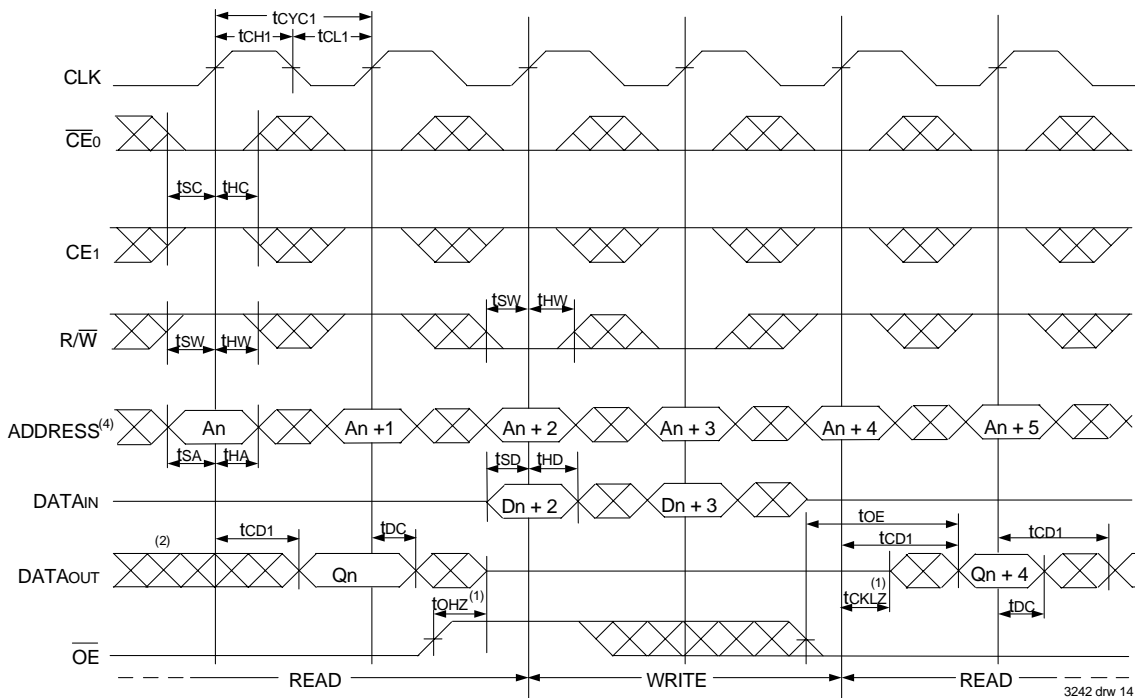 tCYC1
tCH1 tCL1
CLK
CE0
tSC tHC
CE1
tSW tHW
R/W
tSW tHW
ADDRESS(4) An An +1 An + 2 An + 3 An + 4 An + 5
tSA tHA tSD tHD
DATAIN Dn + 2 Dn + 3
tOE
tCD1 tDC tCD1 tCD1
(2)
DATAOUT Qn Qn + 4
tOHZ(1) tCKLZ(1) tDC
OE
READ WRITE READ
3242 drw 14